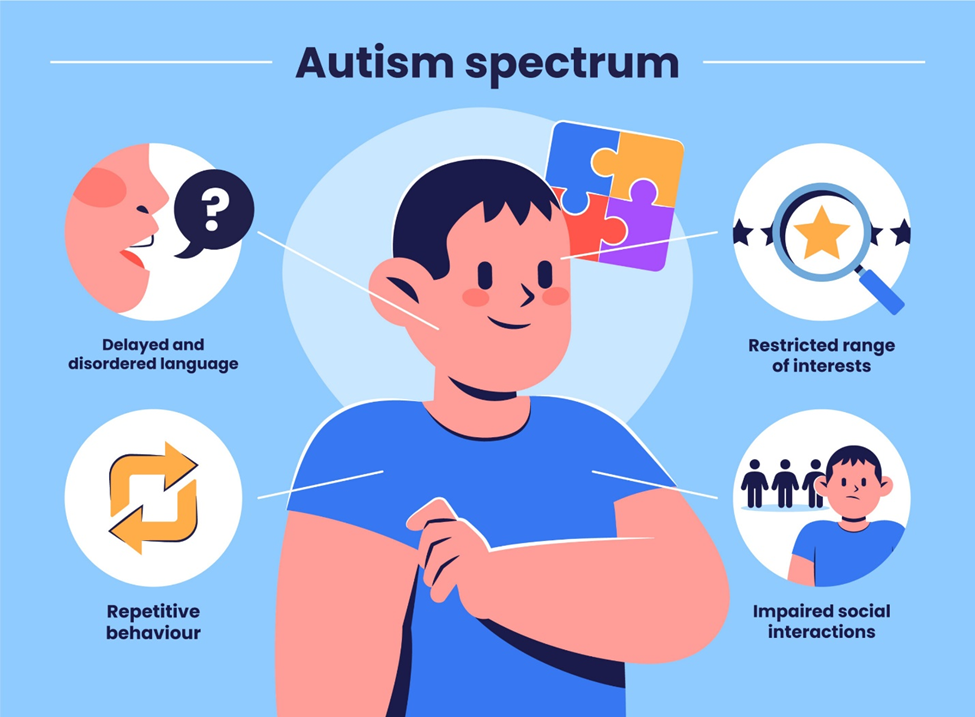 Autism spectrum
?
Delayed and
disordered language
Restricted range
of interests
Repetitive
behaviour
Impaired social
interactions